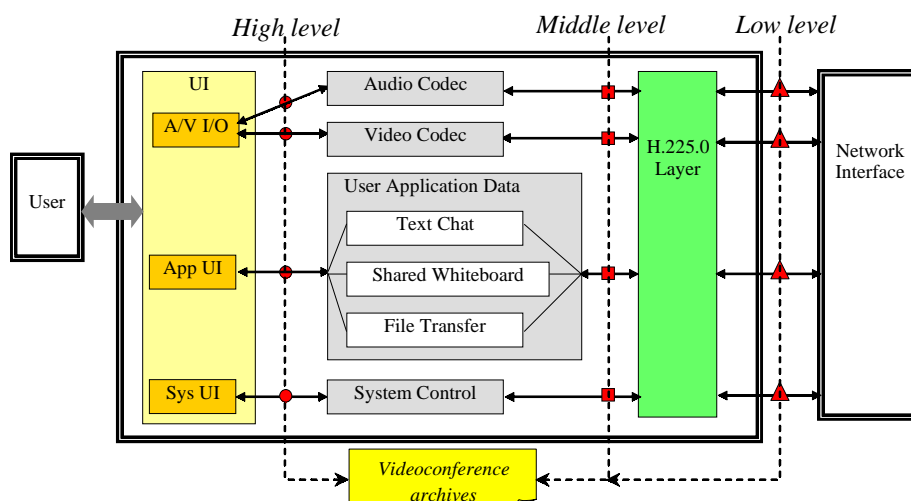 High level
Middle level
Low level
UI
A/V I/O
Audio Codec
Video Codec
H.225.0
Layer
Network
Interface
User
User Application Data
Text Chat
Shared Whiteboard
File Transfer
App UI
Sys UI
System Control
Videoconference
archives